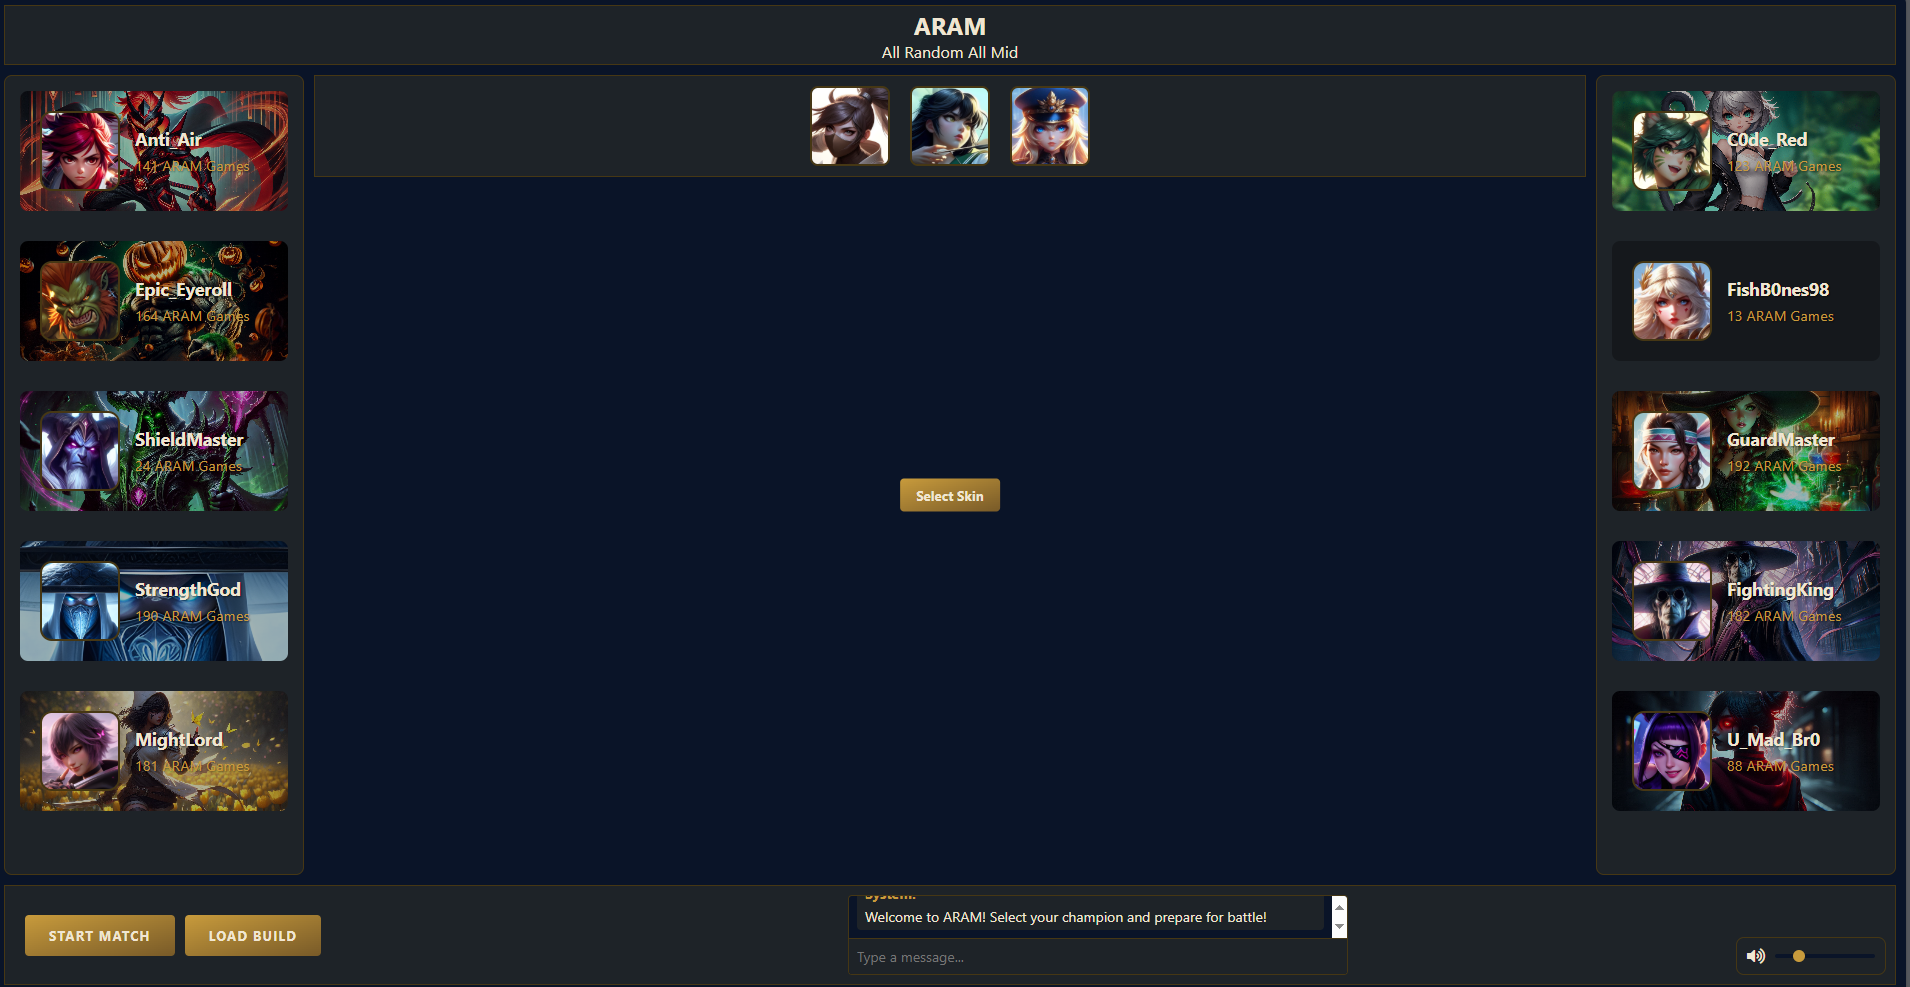 ARAM
All Random All Mid
Anti_Air
141 ARAM Games
Epic_Eyeroll
164 ARAM Games
ShieldMaster
24 ARAM Games
StrengthGod
190 ARAM Games
MightLord
181 ARAM Games
Select Skin
C0de_Red
123 ARAM Games
FishB0nes98
13 ARAM Games
GuardMaster
192 ARAM Games
FightingKing
182 ARAM Games
U_Mad_Br0
88 ARAM Games
START MATCH
LOAD BUILD
System:
Welcome to ARAM! Select your champion and prepare for battle!
Type a message...